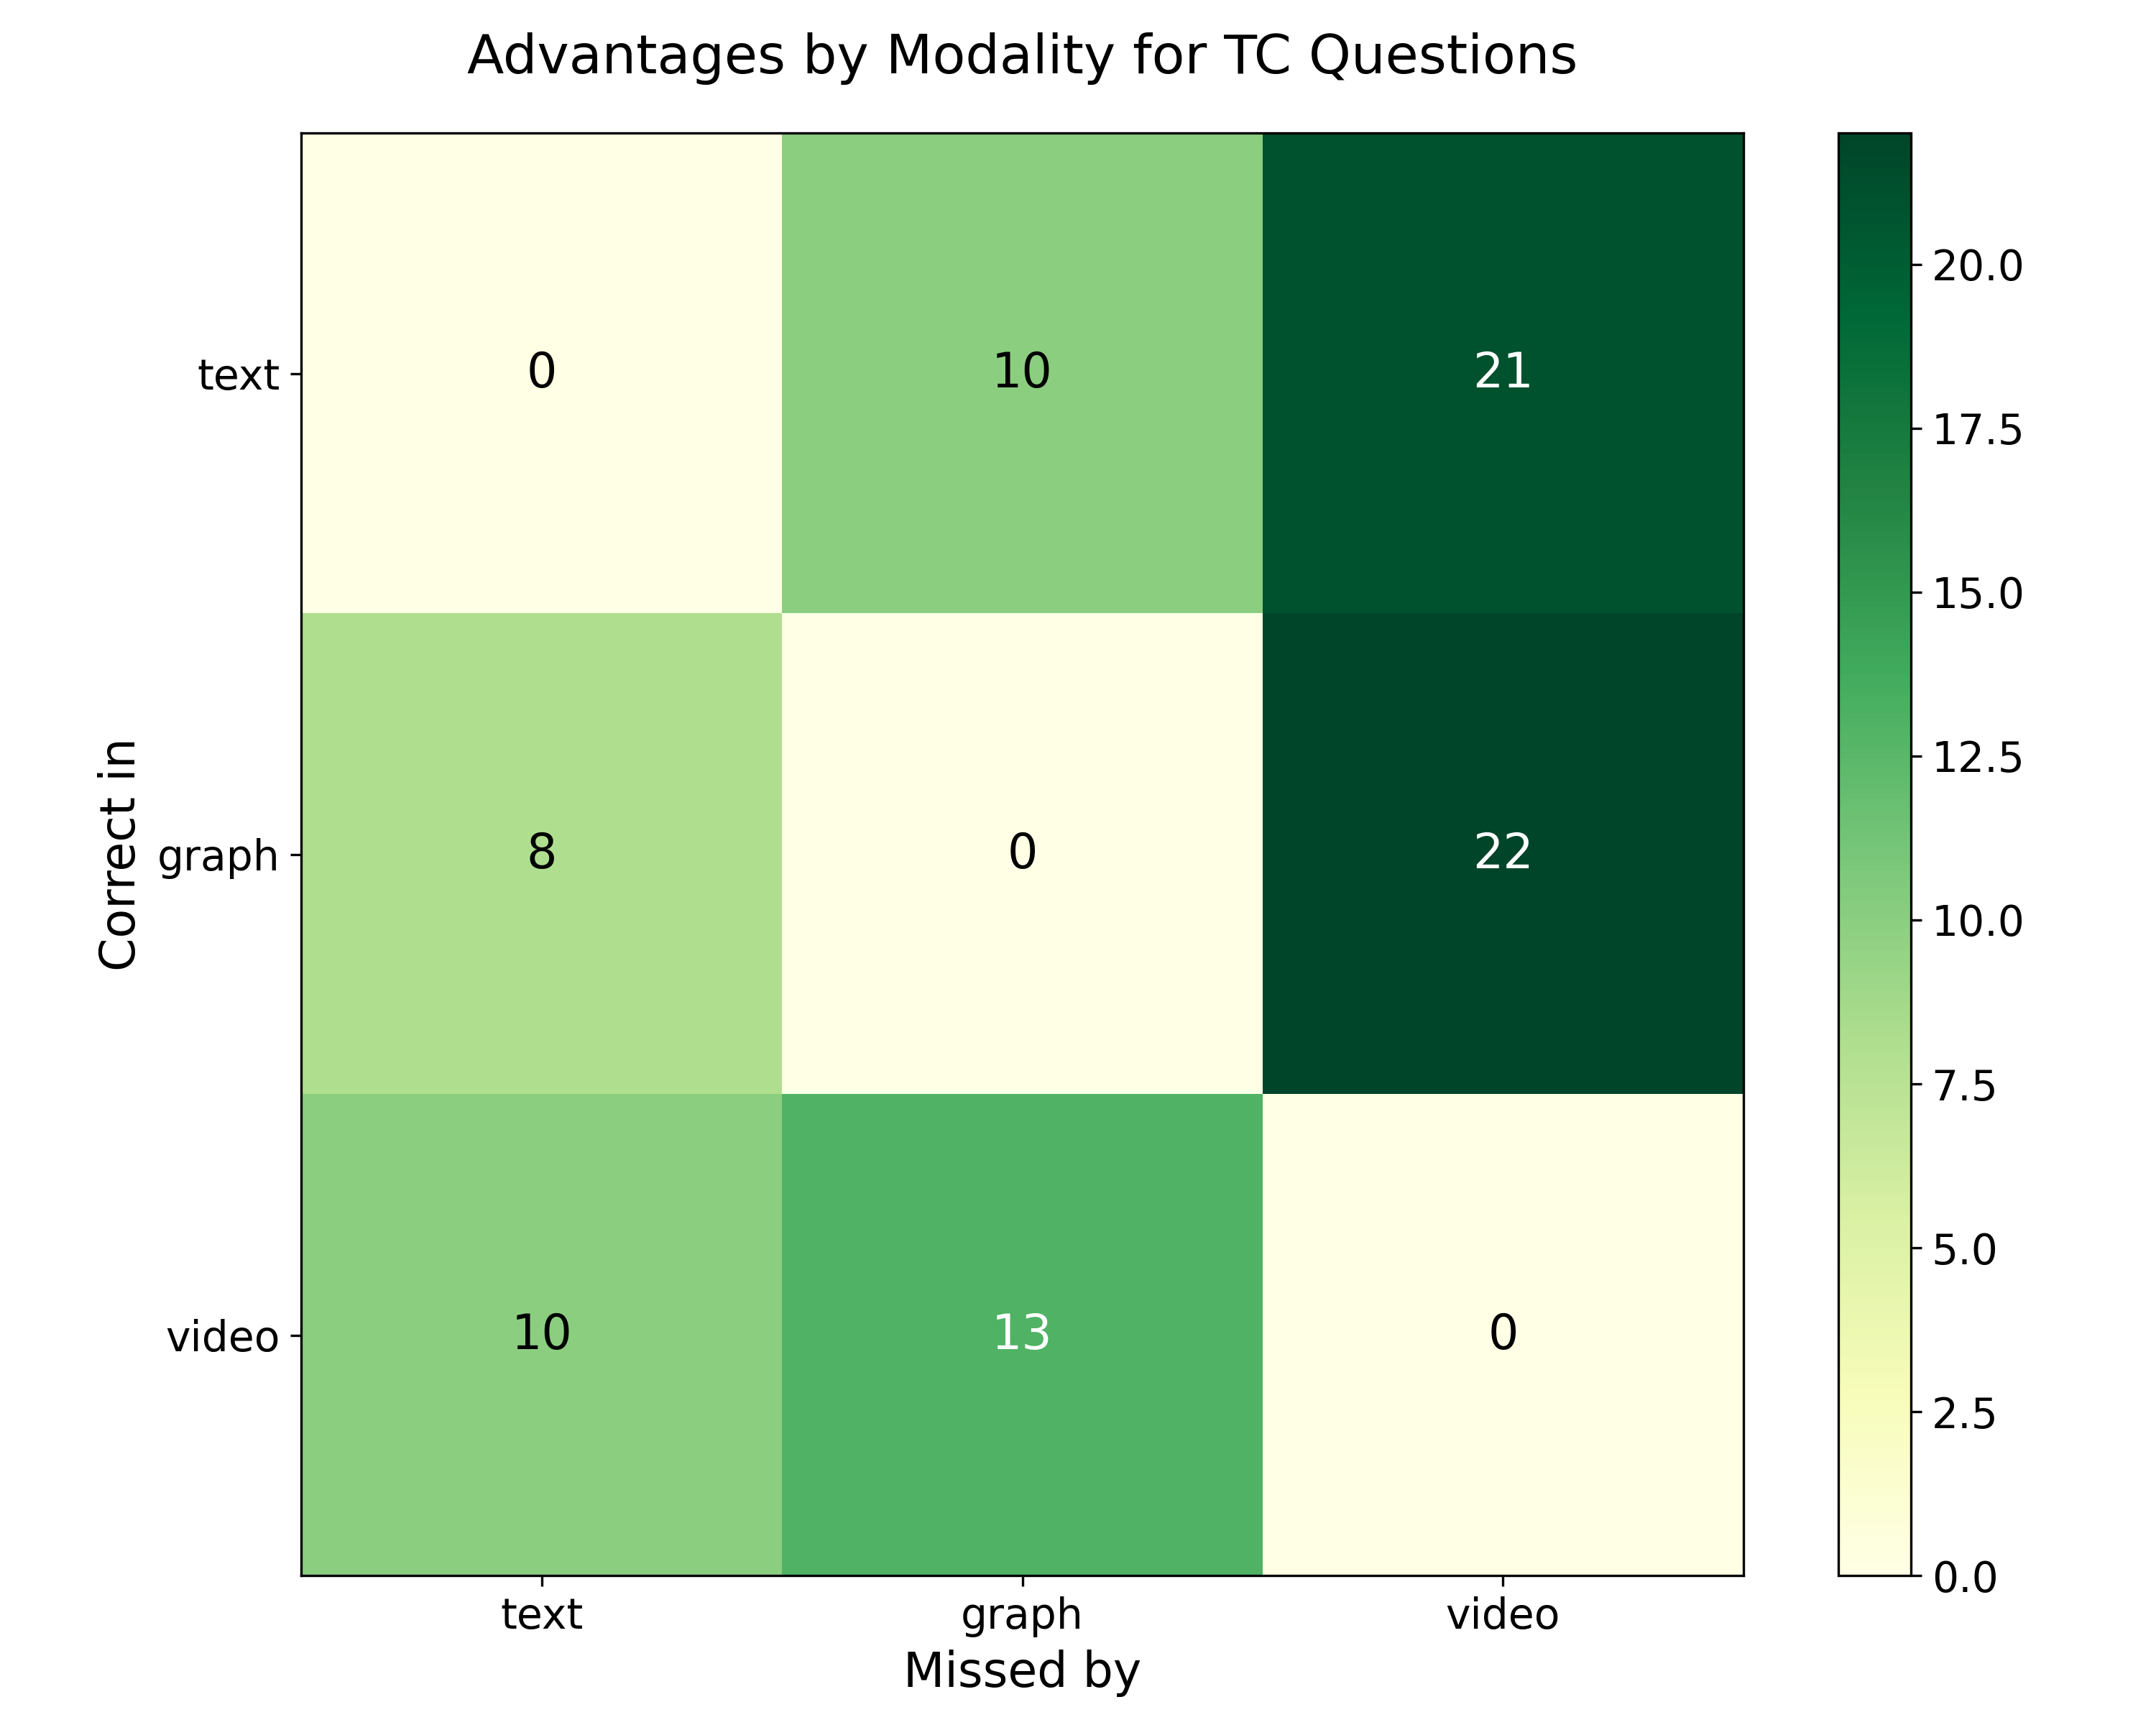 Advantages by Modality for TC Questions
Correct in
text
0
10
21
graph
8
0
22
video
10
13
0
text
graph
video
Missed by
20.0
17.5
15.0
12.5
10.0
7.5
5.0
2.5
0.0